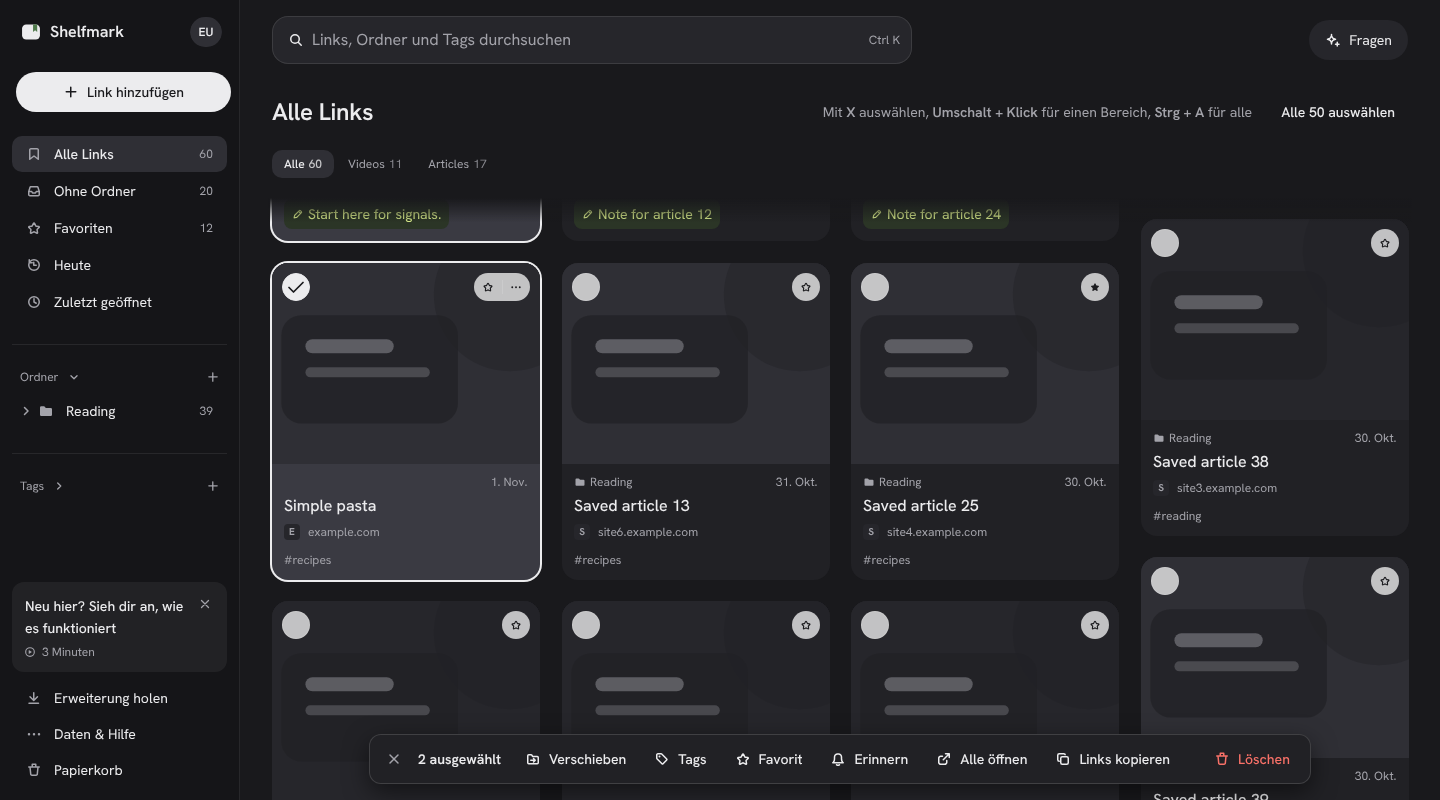 Shelfmark
EU
Link hinzufügen
Alle Links 60
Ohne Ordner 20
Favoriten 12
Heute
Zuletzt geöffnet
Ordner
Reading 39
Tags
Neu hier? Sieh dir an, wie
es funktioniert
3 Minuten
Erweiterung holen
Daten & Hilfe
Papierkorb
Links, Ordner und Tags durchsuchen
Ctrl K
Fragen
Alle Links
Mit X auswählen, Umschalt + Klick für einen Bereich, Strg + A für alle
Alle 50 auswählen
Alle 60
Videos 11
Articles 17
Start here for signals.
Note for article 12
Note for article 24
1. Nov.
Simple pasta
E example.com
#recipes
Reading 31. Okt.
Saved article 13
S site6.example.com
#recipes
Reading 30. Okt.
Saved article 25
S site4.example.com
#recipes
Reading 30. Okt.
Saved article 38
S site3.example.com
#reading
30. Okt.
Saved article 39
2 ausgewählt
Verschieben
Tags
Favorit
Erinnern
Alle öffnen
Links kopieren
Löschen